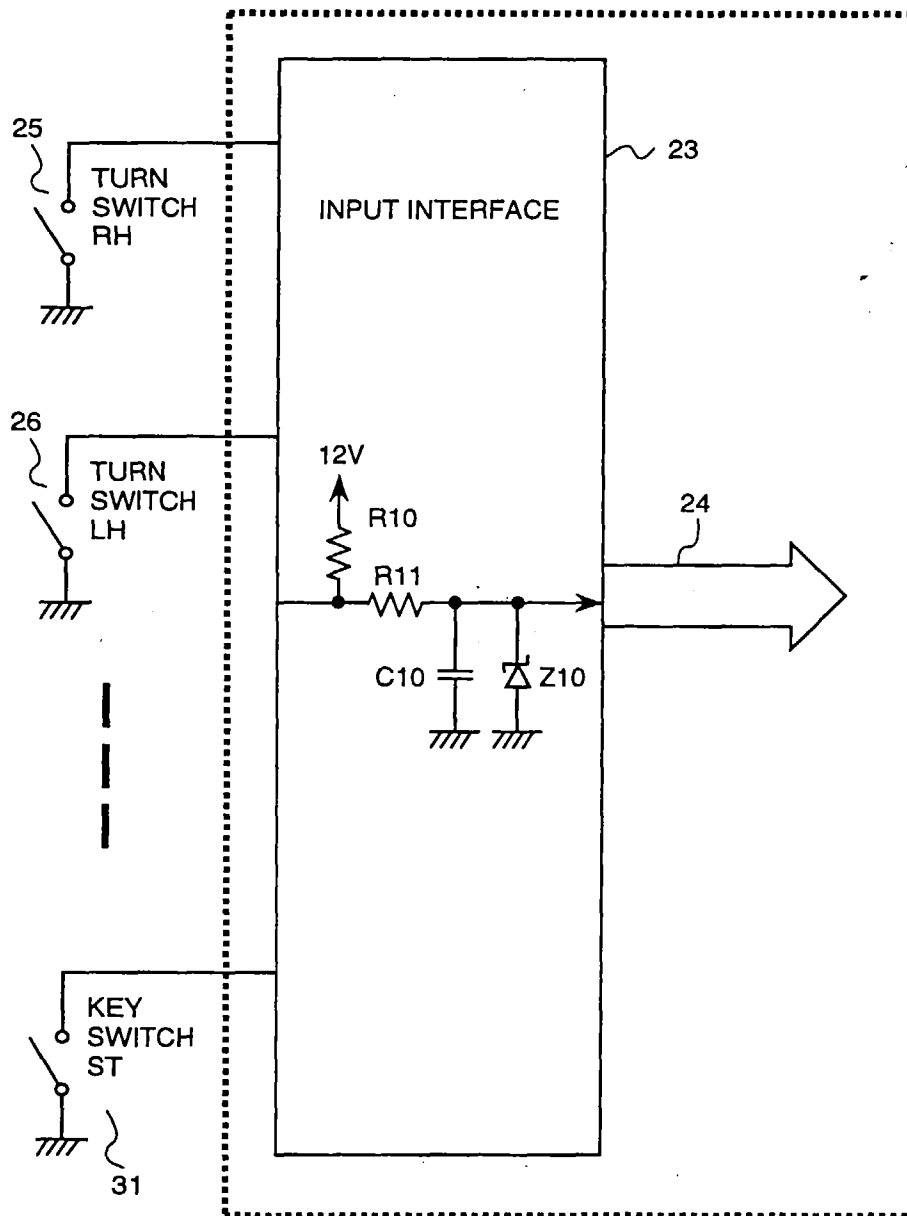 25
TURN
SWITCH
RH
INPUT INTERFACE
23
26
TURN
SWITCH
LH
12V
R10
R11
C10
Z10
24
KEY
SWITCH
ST
31